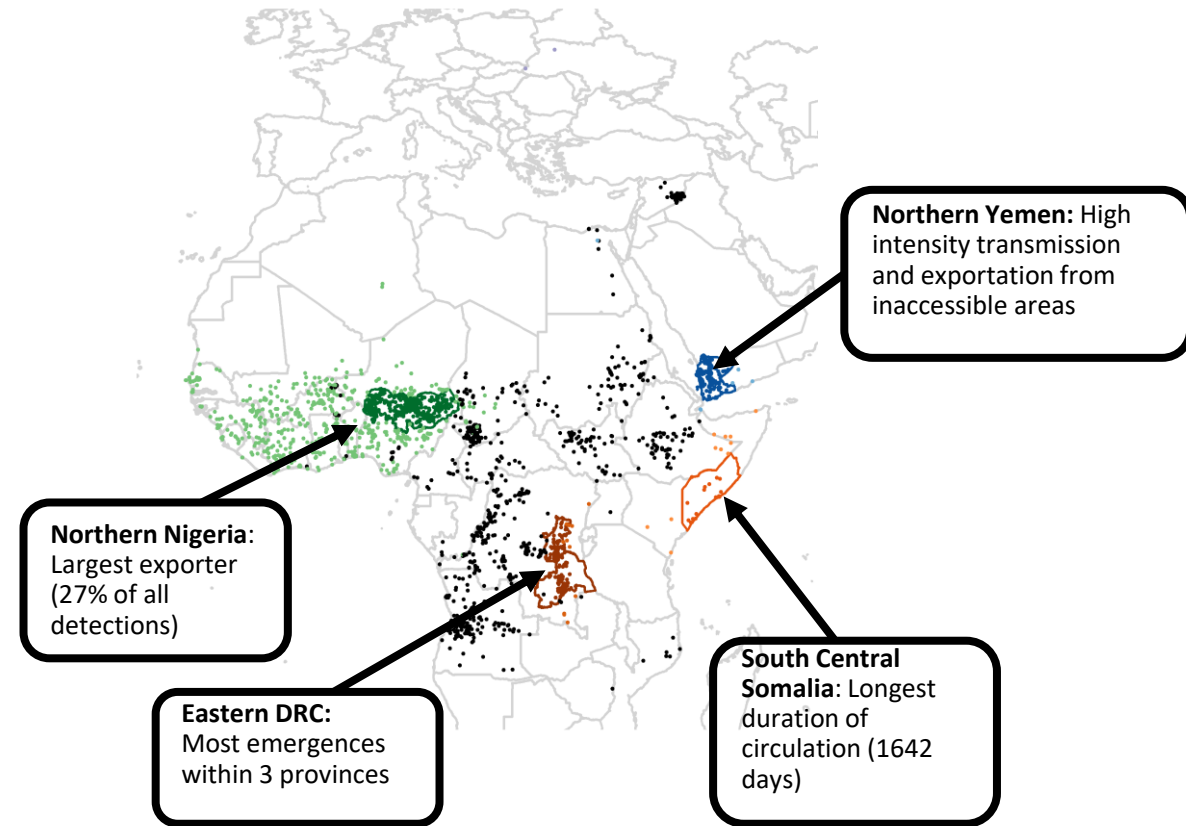 Northern Yemen: High
intensity transmission
and exportation from
inaccessible areas
Northern Nigeria:
Largest exporter
(27% of all
detections)
Eastern DRC:
Most emergences
within 3 provinces
South Central
Somalia: Longest
duration of
circulation (1642
days)